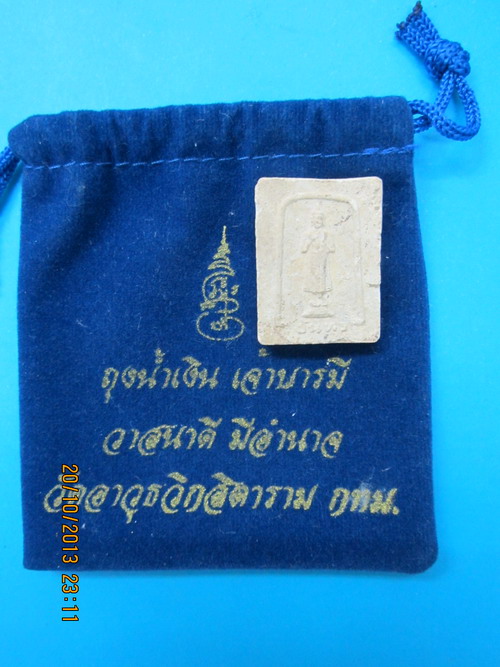 ถุงน้ำเงิน เจ้าบารมี
วาสนาดี มีอำนาจ
วัดอาวุธวิกสิตาราม กทม.
20/10/2013 23:11